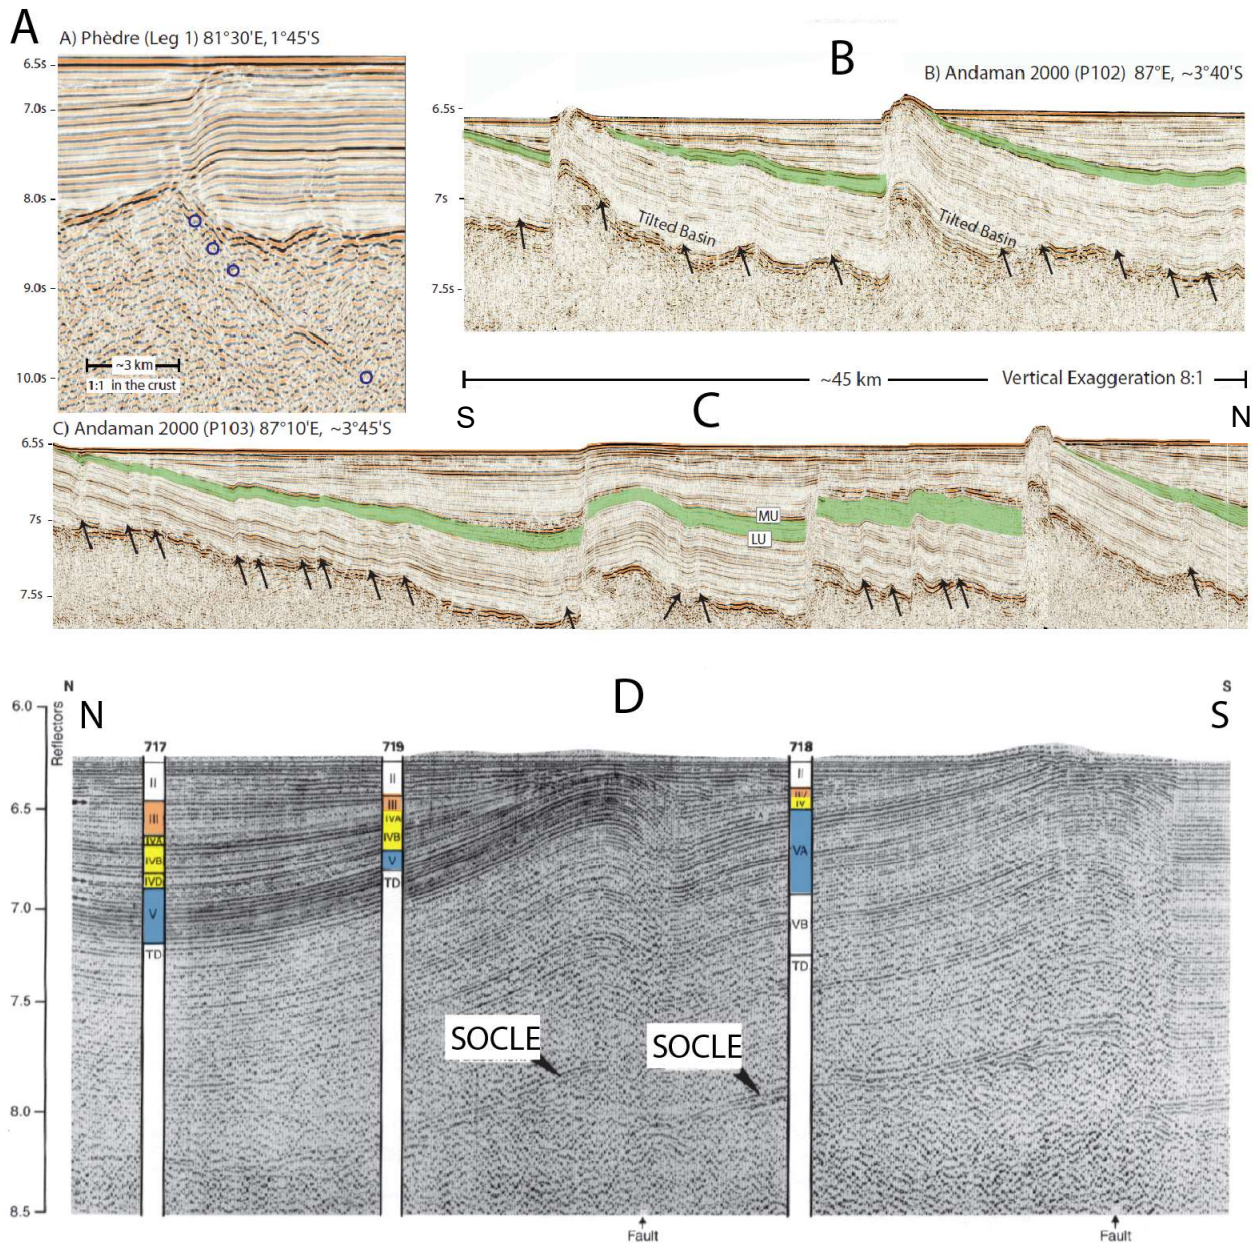 A
A) Phèdre (Leg 1) 81°30'E, 1°45'S
6.5s
7.0s
8.0s
9.0s
10.0s
~3 km
1:1 in the crust
B
B) Andaman 2000 (P102) 87°E, ~3°40'S
6.5s
7s
7.5s
Tilted Basin
Tilted Basin
~45 km
Vertical Exaggeration 8:1
S
C
N
C) Andaman 2000 (P103) 87°10'E, ~3°45'S
6.5s
7s
7.5s
MU
LU
N
N
D
S
S
6.0
6.5
7.0
7.5
8.0
8.5
Reflectors
717
II
III
IVA
IVB
IVD
V
TD
719
II
III
IVA
IVB
V
TD
718
IV
VA
VB
TD
SOCLE
SOCLE
Fault
Fault